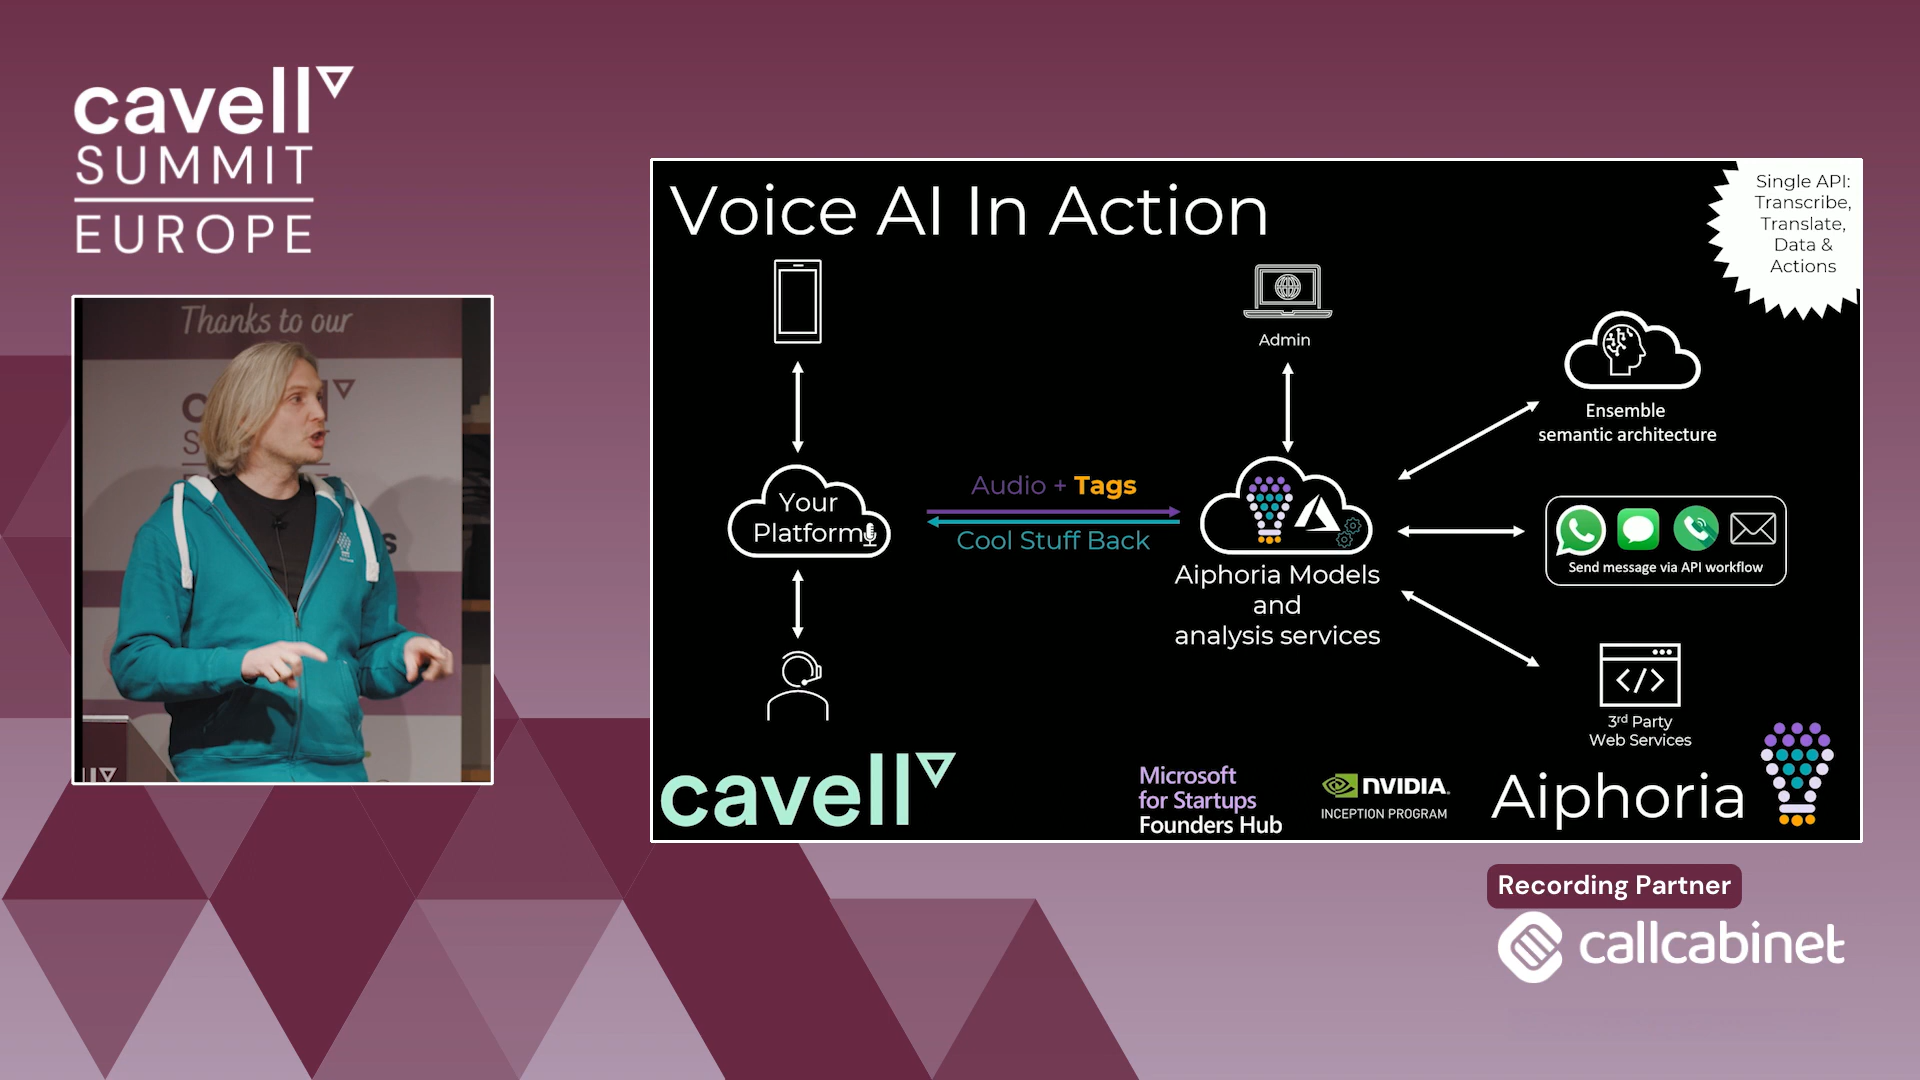 cavell
SUMMIT
EUROPE
Thanks to our
Voice AI In Action
Single API:
Transcribe,
Translate,
Data &
Actions
Admin
Ensemble
semantic architecture
Your
Platform
Audio + Tags
Cool Stuff Back
Send message via API workflow
Aiphoria Models
and
analysis services
3rd Party
Web Services
cavell
Microsoft
for Startups
Founders Hub
NVIDIA.
INCEPTION PROGRAM
Aiphoria
Recording Partner
callcabinet